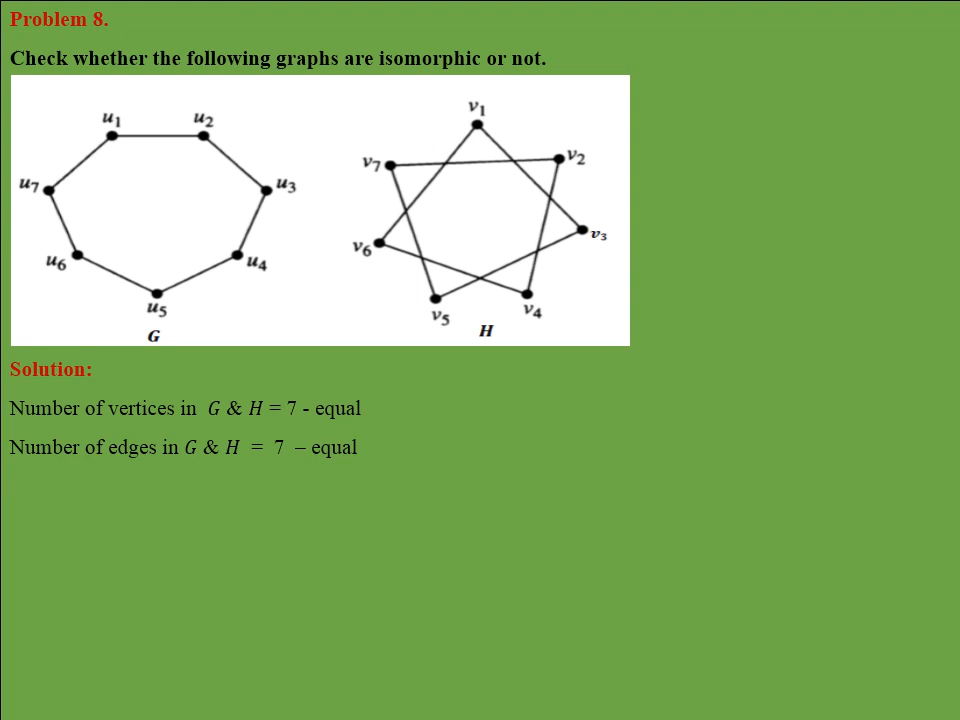 Problem 8.
Check whether the following graphs are isomorphic or not.
u1 u2 v1
v7 v2
u7 u3
v3
v6
u6 u4
u5 v5 v4
G H
Solution:
Number of vertices in G & H = 7 - equal
Number of edges in G & H = 7 – equal